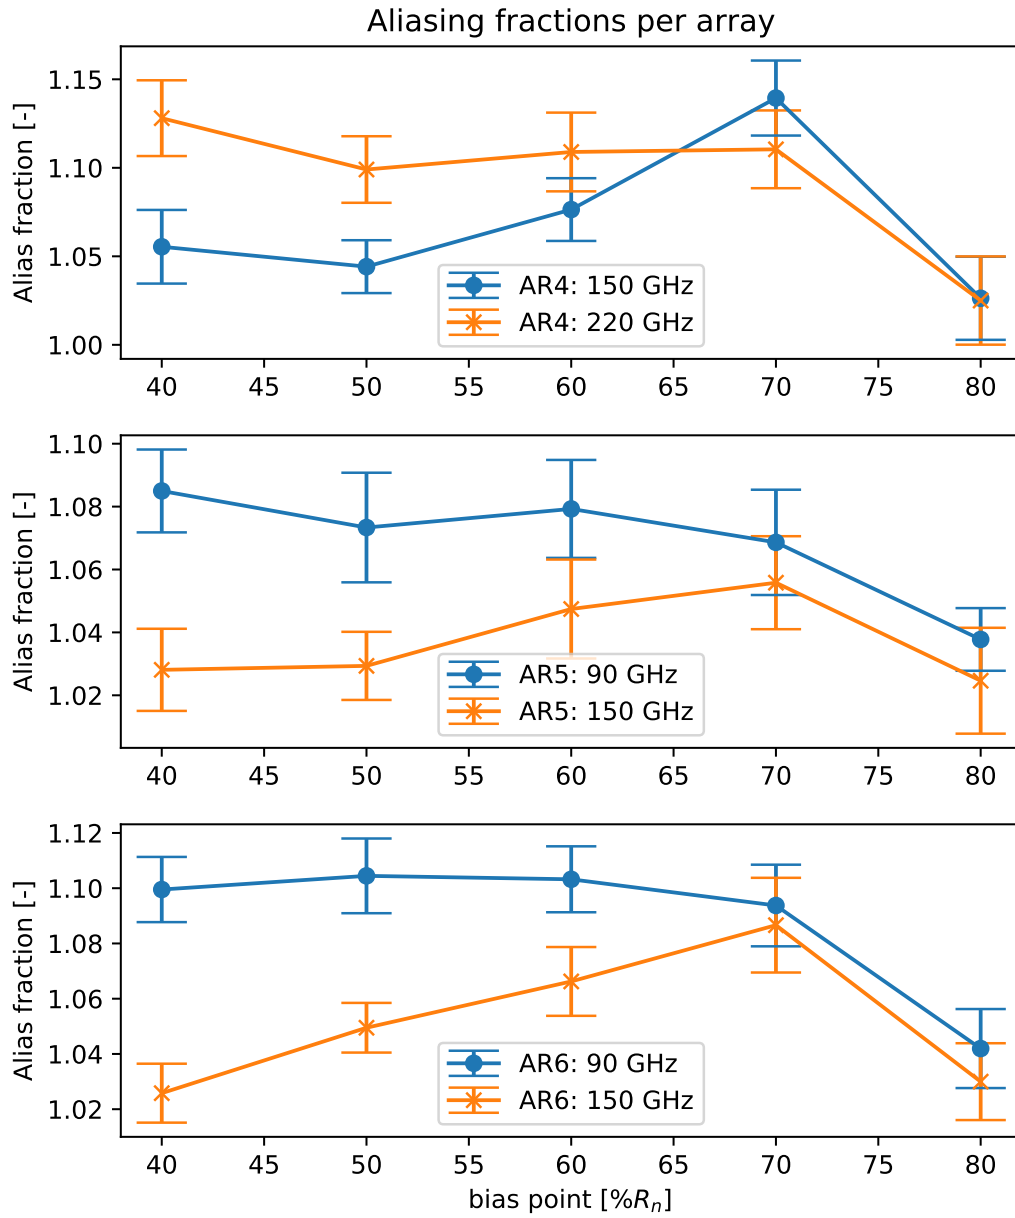 Aliasing fractions per array
Alias fraction [-]
1.15
1.10
1.05
1.00
AR4: 150 GHz
AR4: 220 GHz
40 45 50 55 60 65 70 75 80
Alias fraction [-]
1.10
1.08
1.06
1.04
1.02
AR5: 90 GHz
AR5: 150 GHz
40 45 50 55 60 65 70 75 80
Alias fraction [-]
1.12
1.10
1.08
1.06
1.04
1.02
AR6: 90 GHz
AR6: 150 GHz
40 45 50 55 60 65 70 75 80
bias point [%Rₙ]